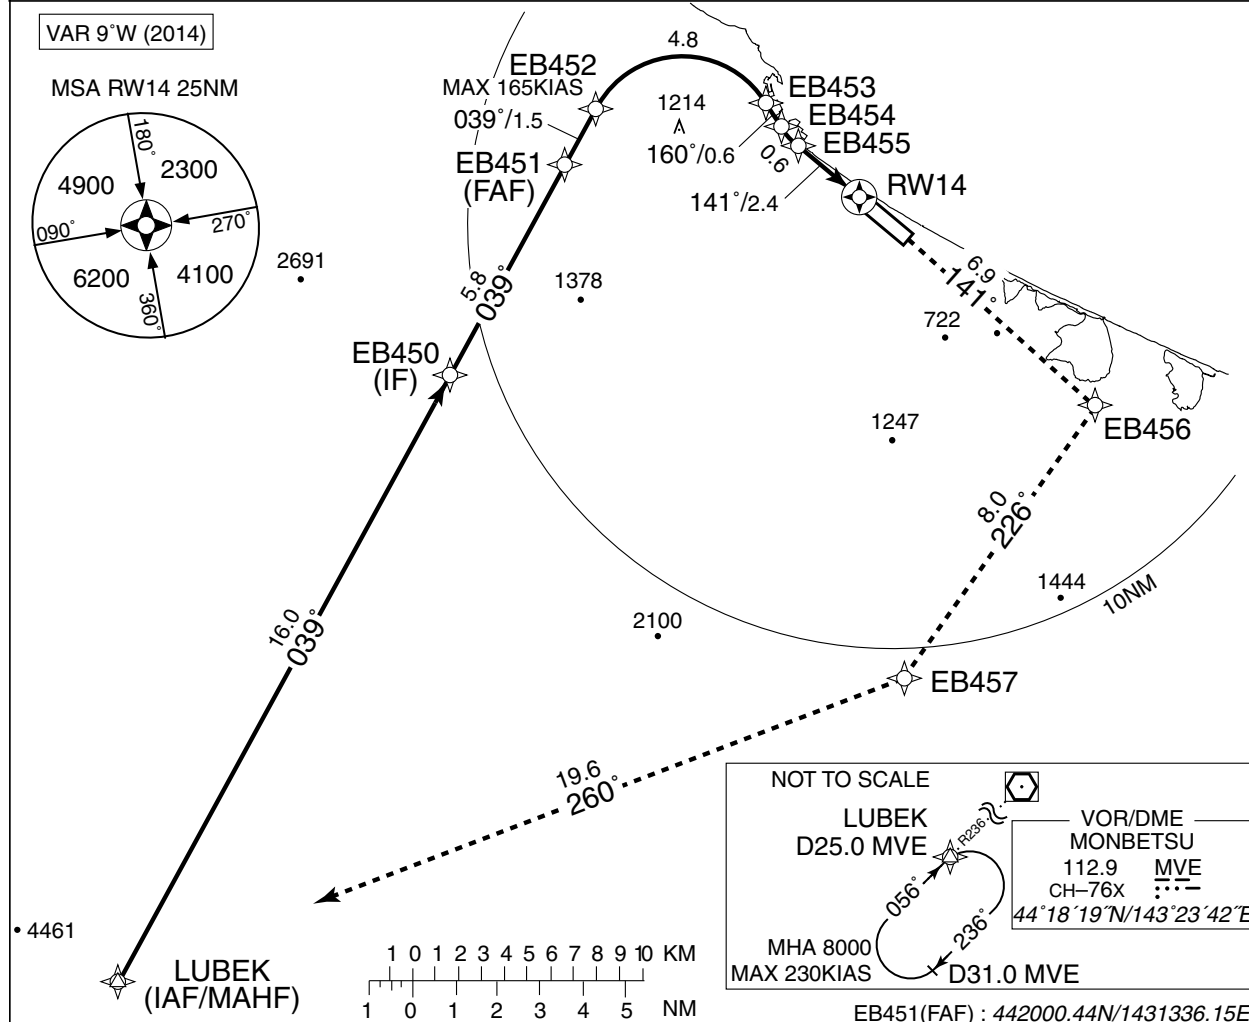 VAR 9°W (2014)
MSA RW14 25NM
180°
2300
4900
270°
090°
6200
4100
360°
2691
EB452
MAX 165KIAS
039°/1.5
4.8
EB451
(FAF)
1214
EB453
EB454
160°/0.6
EB455
0.6
141°/2.4
RW14
5.8
039°
1378
6.9
141°
722
EB450
(IF)
1247
EB456
8.0
226°
1444
10NM
16.0
039°
2100
EB457
19.6
260°
4461
LUBEK
(IAF/MAHF)
1 0 1 2 3 4 5 6 7 8 9 10 KM
1 0 1 2 3 4 5 NM
NOT TO SCALE
LUBEK
D25.0 MVE
R236
056°
236°
MHA 8000
MAX 230KIAS
D31.0 MVE
VOR/DME
MONBETSU
112.9 MVE
CH–76X
44°18´19˝N/143°23´42˝E
EB451(FAF) : 442000.44N/1431336.15E